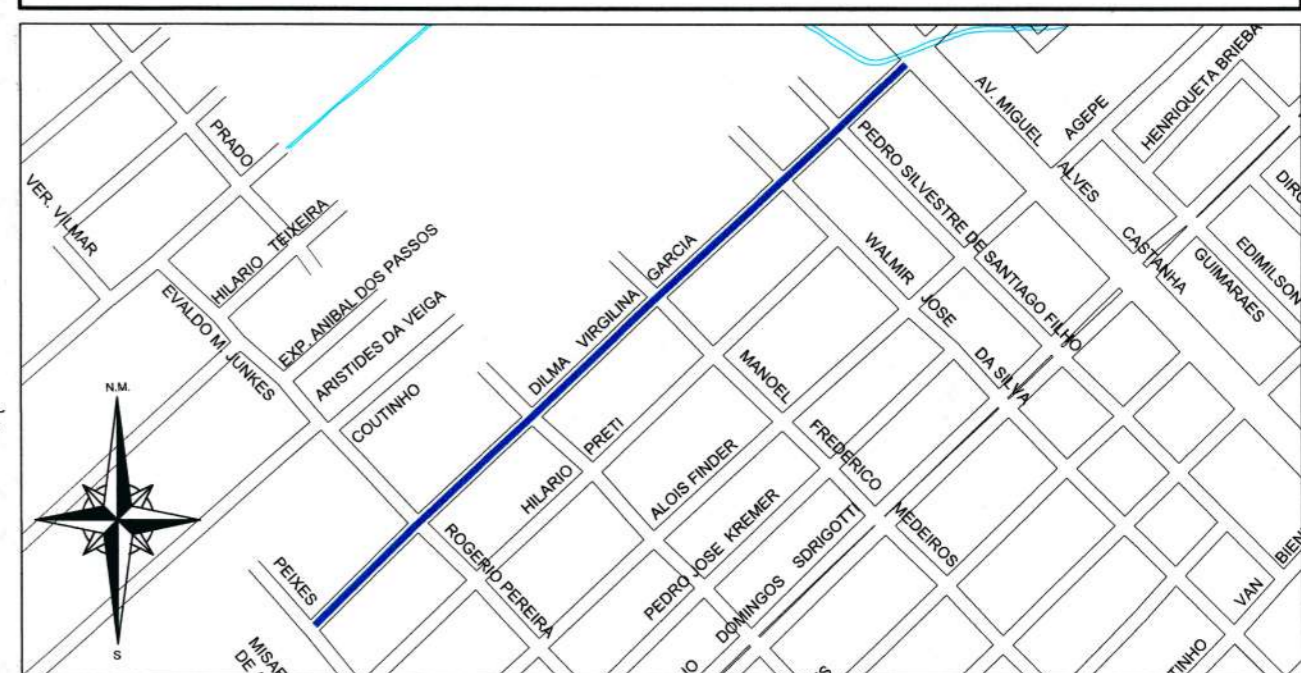 PRADO
VER. VILMAR
HILARIO TEIXEIRA
EVALDO M. JUNKES
EXP. ANIBAL DOS PASSOS
ARISTIDES DA VEIGA
COUTINHO
DILMA VIRGILINA GARCIA
AV. MIGUEL ALVES CASTANHA
AGEPE
HENRIQUETA BRIEBA
PEDRO SILVESTRE DE SANTIAGO FILHO
WALMIR JOSE DA SILVA
GUIMARAES
EDIMILSON
MANOEL FREDERICO MEDEIROS
HILARIO PRETI
ALOIS FINDER
PEDRO JOSE KREMER
DOMINGOS SDRIGOTTI
ROGERIO PEREIRA
PEIXES
VAN
N.M.
S